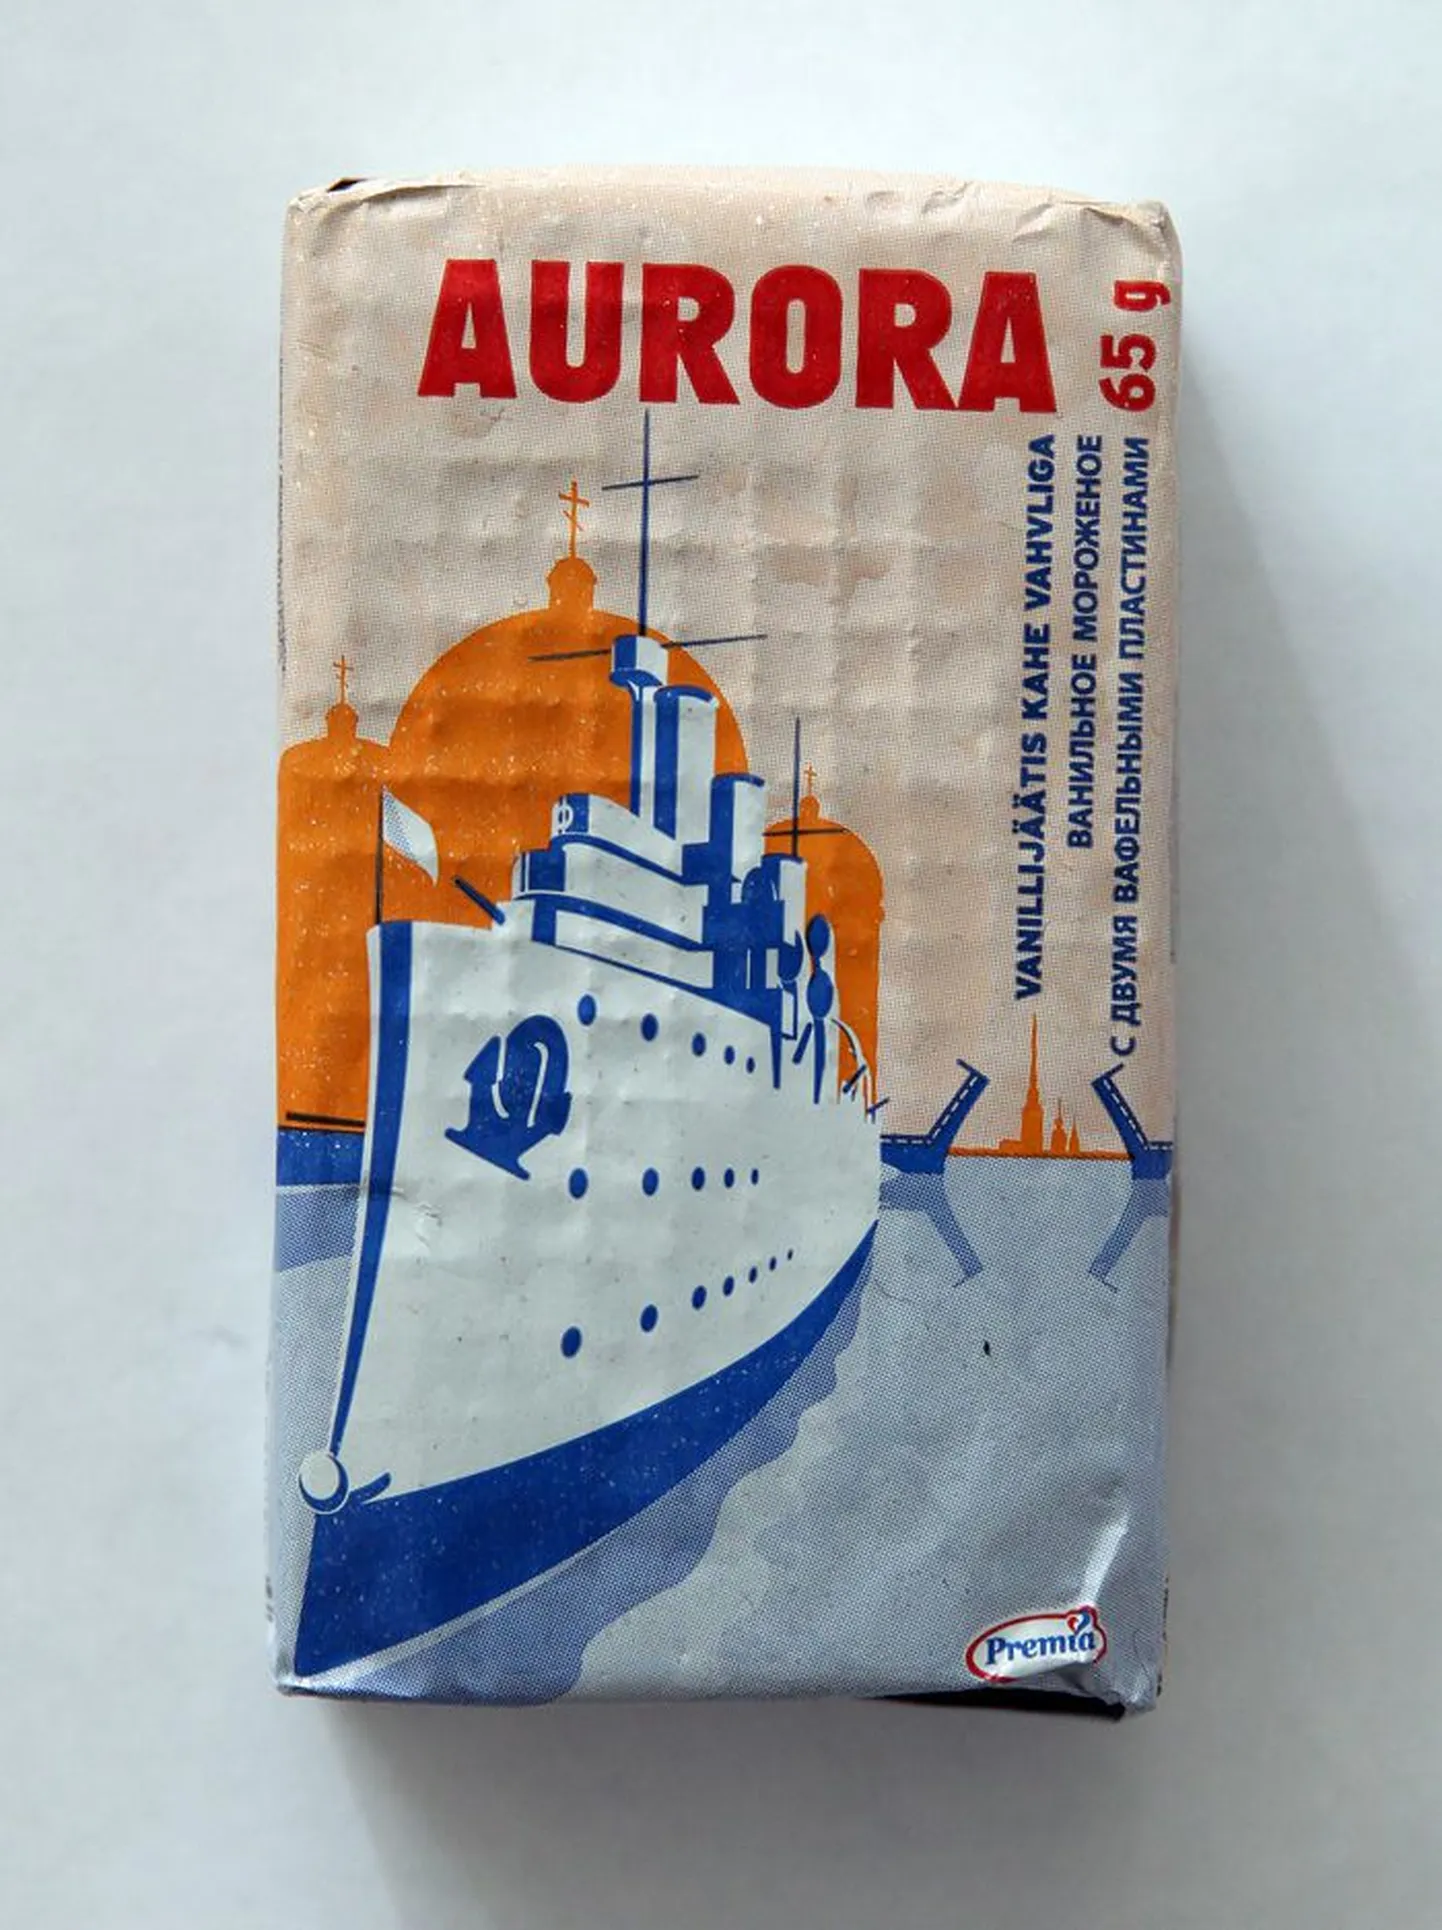 AURORA
65 g
VANILLIJÄÄTIS KAHE VAHVLIGA
ВАНИЛЬНОЕ МОРОЖЕНОЕ
С ДВУМЯ ВАФЕЛЬНЫМИ ПЛАСТИНАМИ
Premia